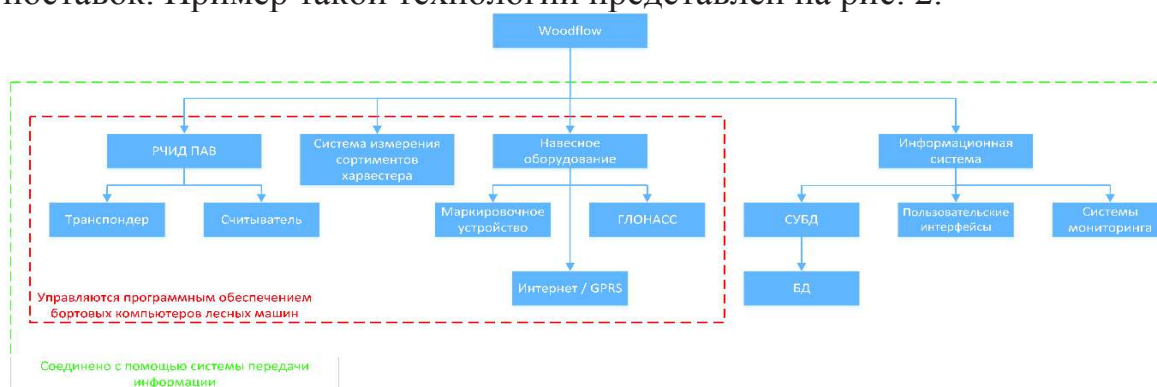 поставок. Пример такой технологии представлен на рис. 2.
Woodflow
РЧИД ПАВ
Система измерения
сортиментов
харвестера
Навесное
оборудование
Информационная
система
Транспондер
Считыватель
Маркировочное
устройство
ГЛОНАСС
СУБД
Пользовательские
интерфейсы
Системы
мониторинга
Интернет / GPRS
БД
Управляются программным обеспечением
бортовых компьютеров лесных машин
Соединено с помощью системы передачи
информации